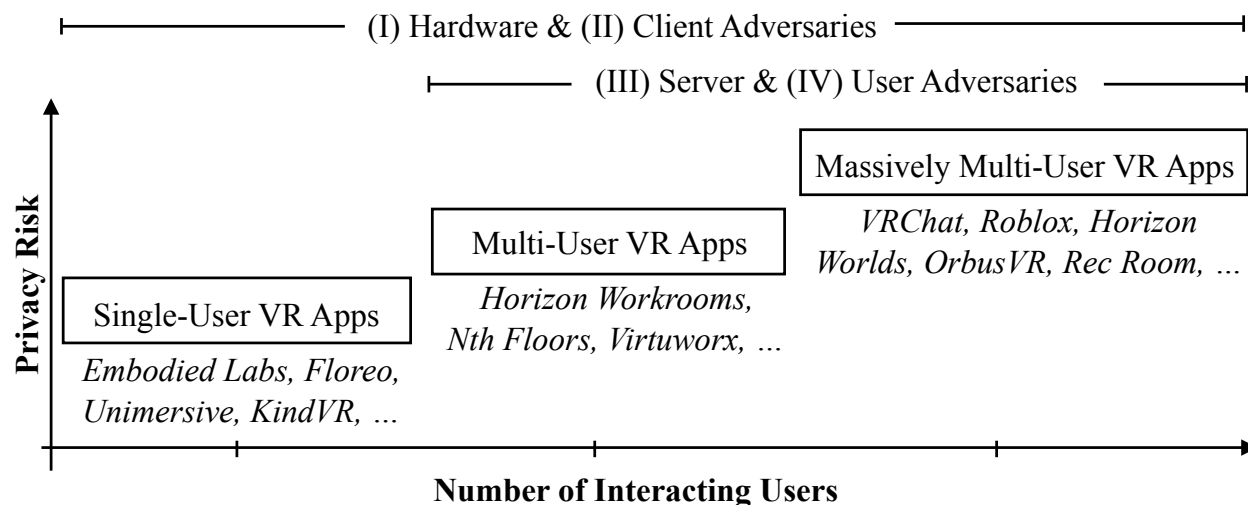 (I) Hardware & (II) Client Adversaries
(III) Server & (IV) User Adversaries
Massively Multi-User VR Apps
VRChat, Roblox, Horizon
Worlds, OrbusVR, Rec Room, …
Multi-User VR Apps
Horizon Workrooms,
Nth Floors, Virtuworx, …
Single-User VR Apps
Embodied Labs, Floreo,
Unimersive, KindVR, …
Privacy Risk
Number of Interacting Users